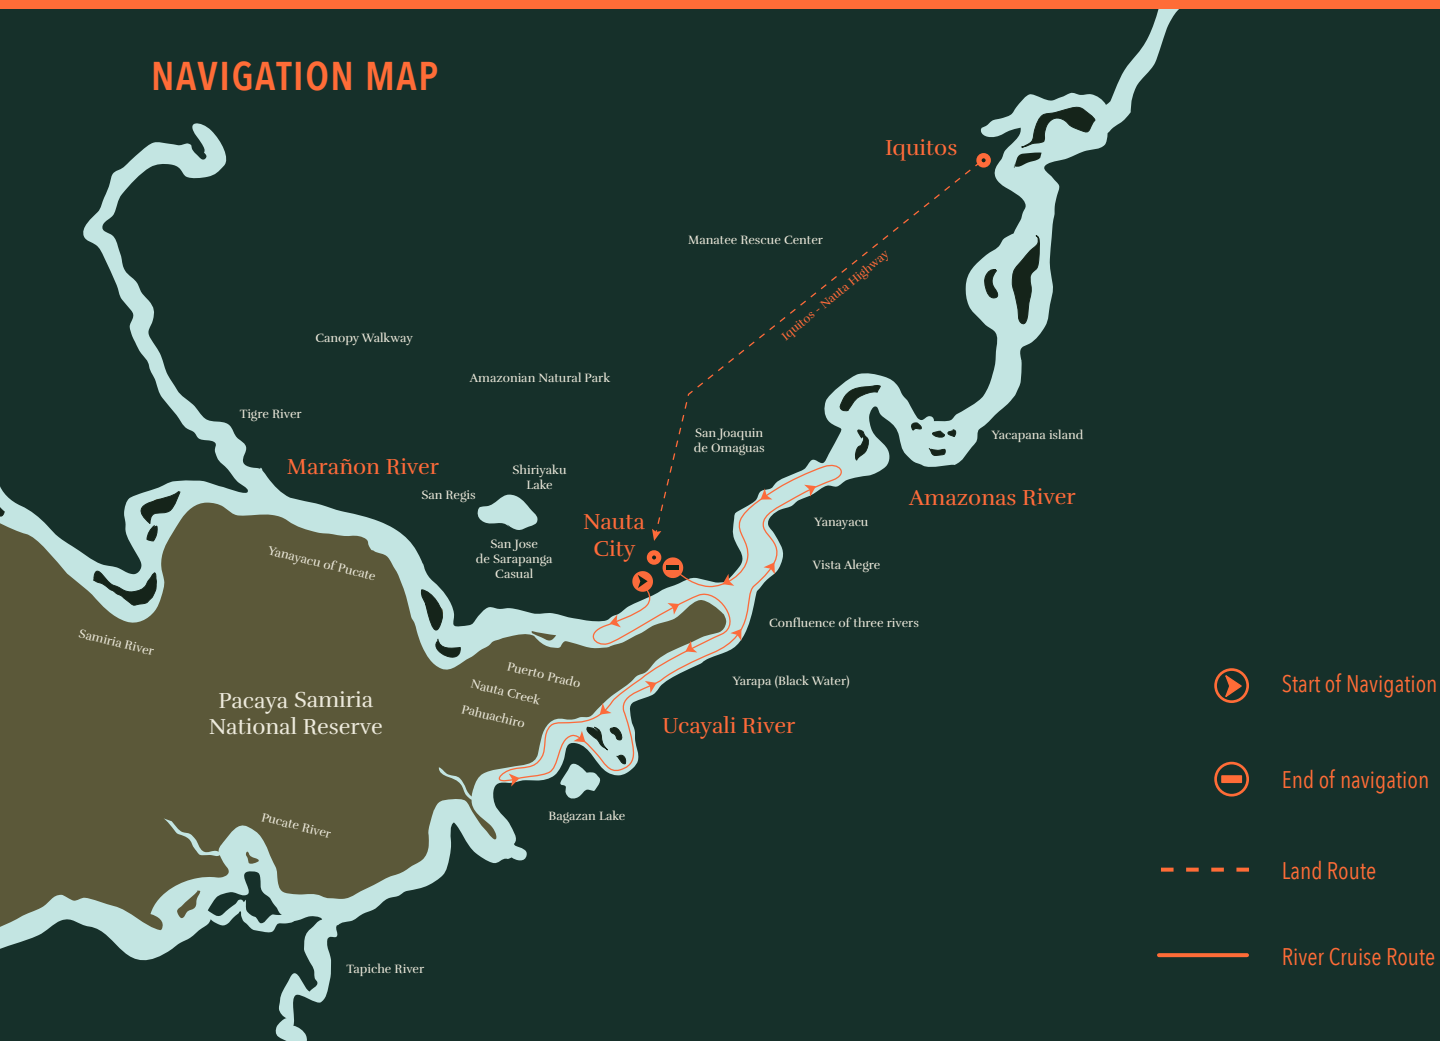 NAVIGATION MAP
Iquitos
Manatee Rescue Center
Iquitos - Nauta Highway
Canopy Walkway
Amazonian Natural Park
Tigre River
San Joaquin
de Omaguas
Yacapana island
Marañon River
Shiriyaku
Lake
San Regis
Amazonas River
Nauta
City
Yanayacu
San Jose
de Sarapanga
Casual
Yanayacu of Pucate
Vista Alegre
Confluence of three rivers
Samiria River
Puerto Prado
Nauta Creek
Pahuachiro
Yarapa (Black Water)
Pacaya Samiria
National Reserve
Ucayali River
Start of Navigation
End of navigation
Bagazan Lake
Pucate River
Land Route
River Cruise Route
Tapiche River